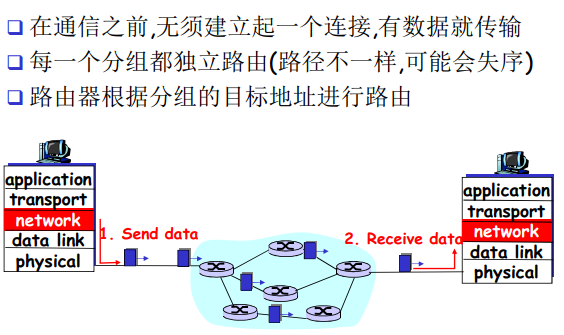 在通信之前,无须建立起一个连接,有数据就传输
每一个分组都独立路由(路径不一样,可能会失序)
路由器根据分组的目标地址进行路由
application
transport
network
data link
physical
1. Send data
2. Receive data
application
transport
network
data link
physical